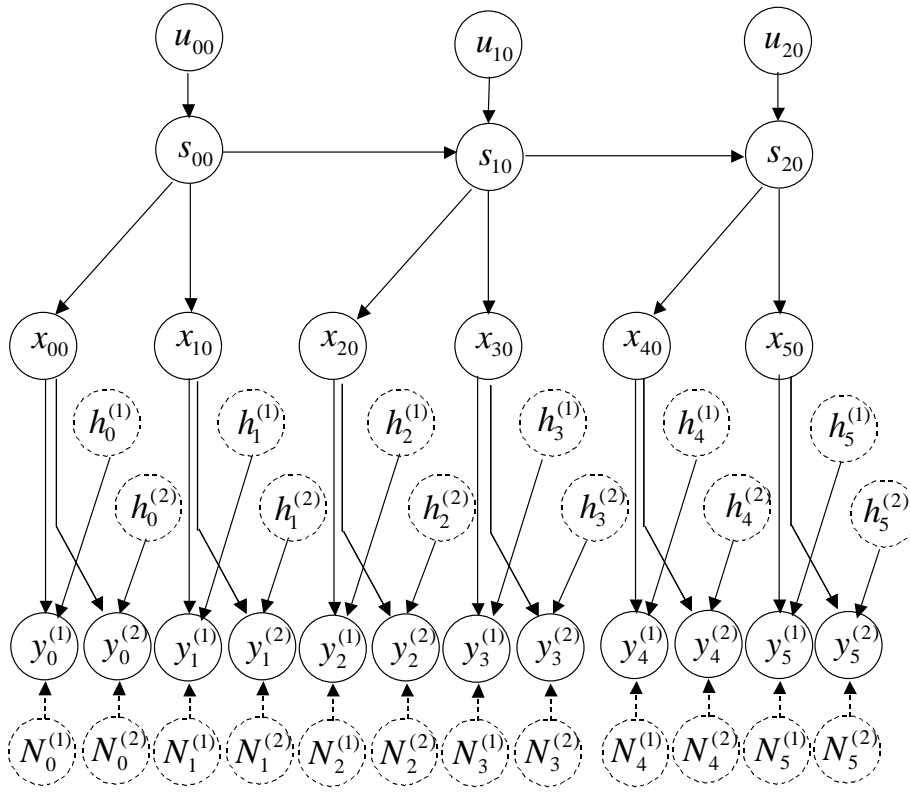 u₀₀ u₁₀ u₂₀
s₀₀ s₁₀ s₂₀
x₀₀ x₁₀ x₂₀ x₃₀ x₄₀ x₅₀
h₀⁽¹⁾ h₁⁽¹⁾ h₂⁽¹⁾ h₃⁽¹⁾ h₄⁽¹⁾ h₅⁽¹⁾
h₀⁽²⁾ h₁⁽²⁾ h₂⁽²⁾ h₃⁽²⁾ h₄⁽²⁾ h₅⁽²⁾
y₀⁽¹⁾ y₀⁽²⁾ y₁⁽¹⁾ y₁⁽²⁾ y₂⁽¹⁾ y₂⁽²⁾ y₃⁽¹⁾ y₃⁽²⁾ y₄⁽¹⁾ y₄⁽²⁾ y₅⁽¹⁾ y₅⁽²⁾
N₀⁽¹⁾ N₀⁽²⁾ N₁⁽¹⁾ N₁⁽²⁾ N₂⁽¹⁾ N₂⁽²⁾ N₃⁽¹⁾ N₃⁽²⁾ N₄⁽¹⁾ N₄⁽²⁾ N₅⁽¹⁾ N₅⁽²⁾